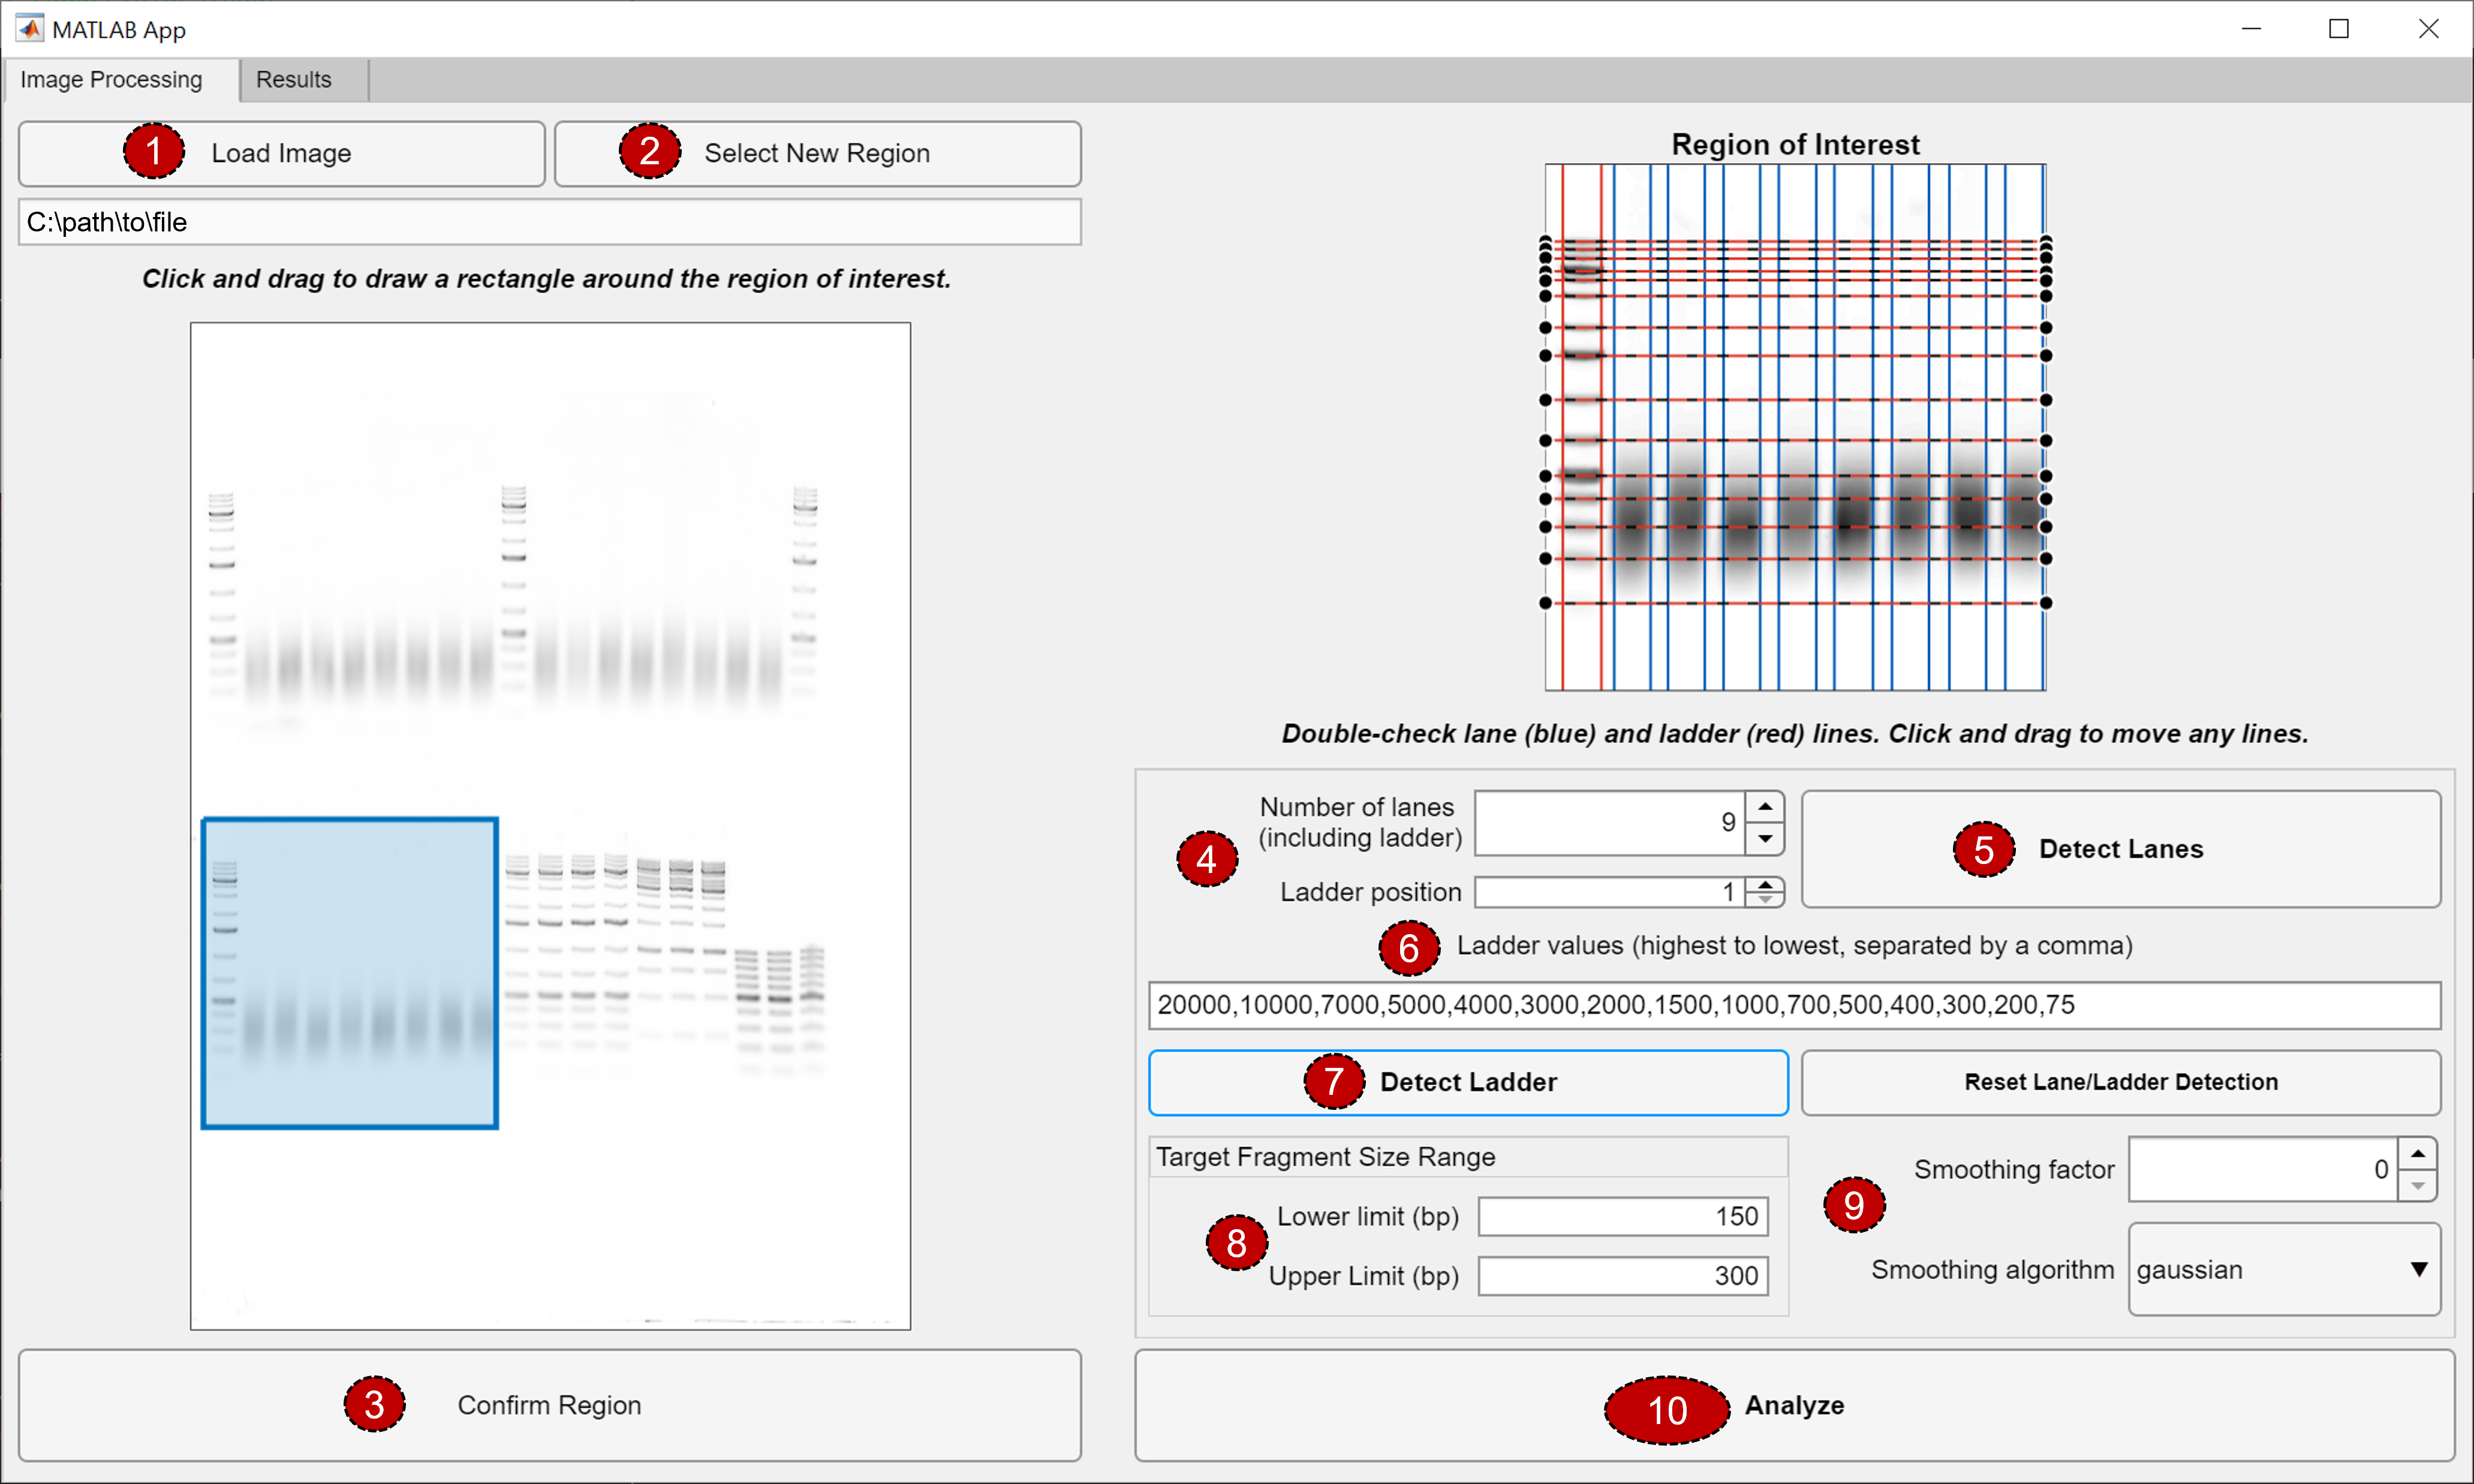 MATLAB App
Image Processing
Results
1 Load Image
2 Select New Region
C:\path\to\file
Click and drag to draw a rectangle around the region of interest.
3 Confirm Region
Region of Interest
Double-check lane (blue) and ladder (red) lines. Click and drag to move any lines.
4
Number of lanes
(including ladder)
9
Ladder position
1
5 Detect Lanes
6 Ladder values (highest to lowest, separated by a comma)
20000,10000,7000,5000,4000,3000,2000,1500,1000,700,500,400,300,200,75
7 Detect Ladder
Reset Lane/Ladder Detection
Target Fragment Size Range
8
Lower limit (bp) 150
Upper Limit (bp) 300
9
Smoothing factor 0
Smoothing algorithm gaussian
10 Analyze